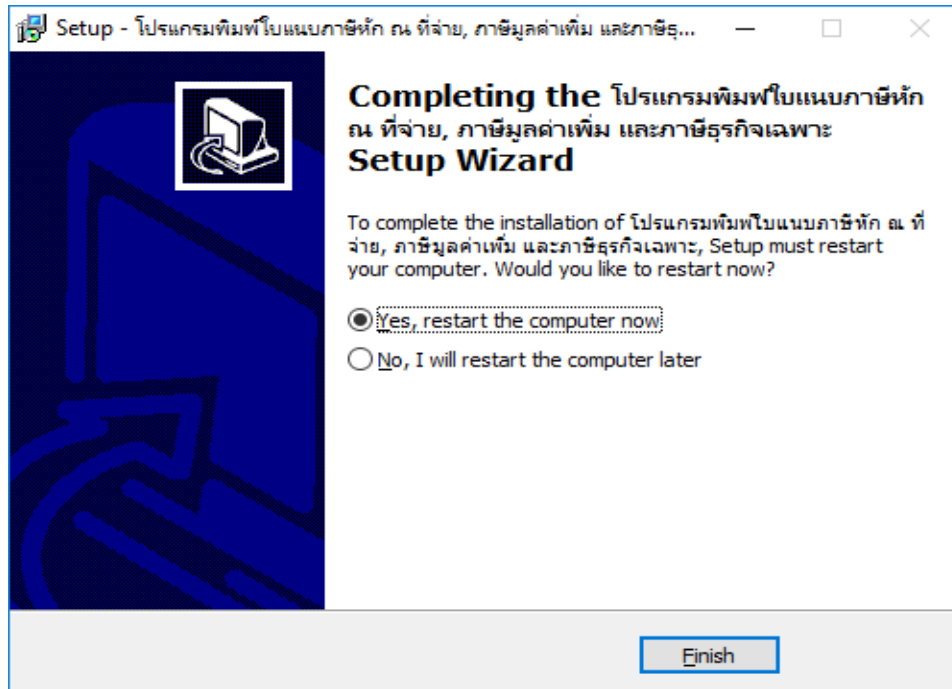 Setup - โปรแกรมพิมพ์ใบแนบภาษีหัก ณ ที่จ่าย, ภาษีมูลค่าเพิ่ม และภาษีธุ...
Completing the โปรแกรมพิมพ์ใบแนบภาษีหัก
ณ ที่จ่าย, ภาษีมูลค่าเพิ่ม และภาษีธุรกิจเฉพาะ
Setup Wizard
To complete the installation of โปรแกรมพิมพ์ใบแนบภาษีหัก ณ ที่
จ่าย, ภาษีมูลค่าเพิ่ม และภาษีธุรกิจเฉพาะ, Setup must restart
your computer. Would you like to restart now?
Yes, restart the computer now
No, I will restart the computer later
Finish